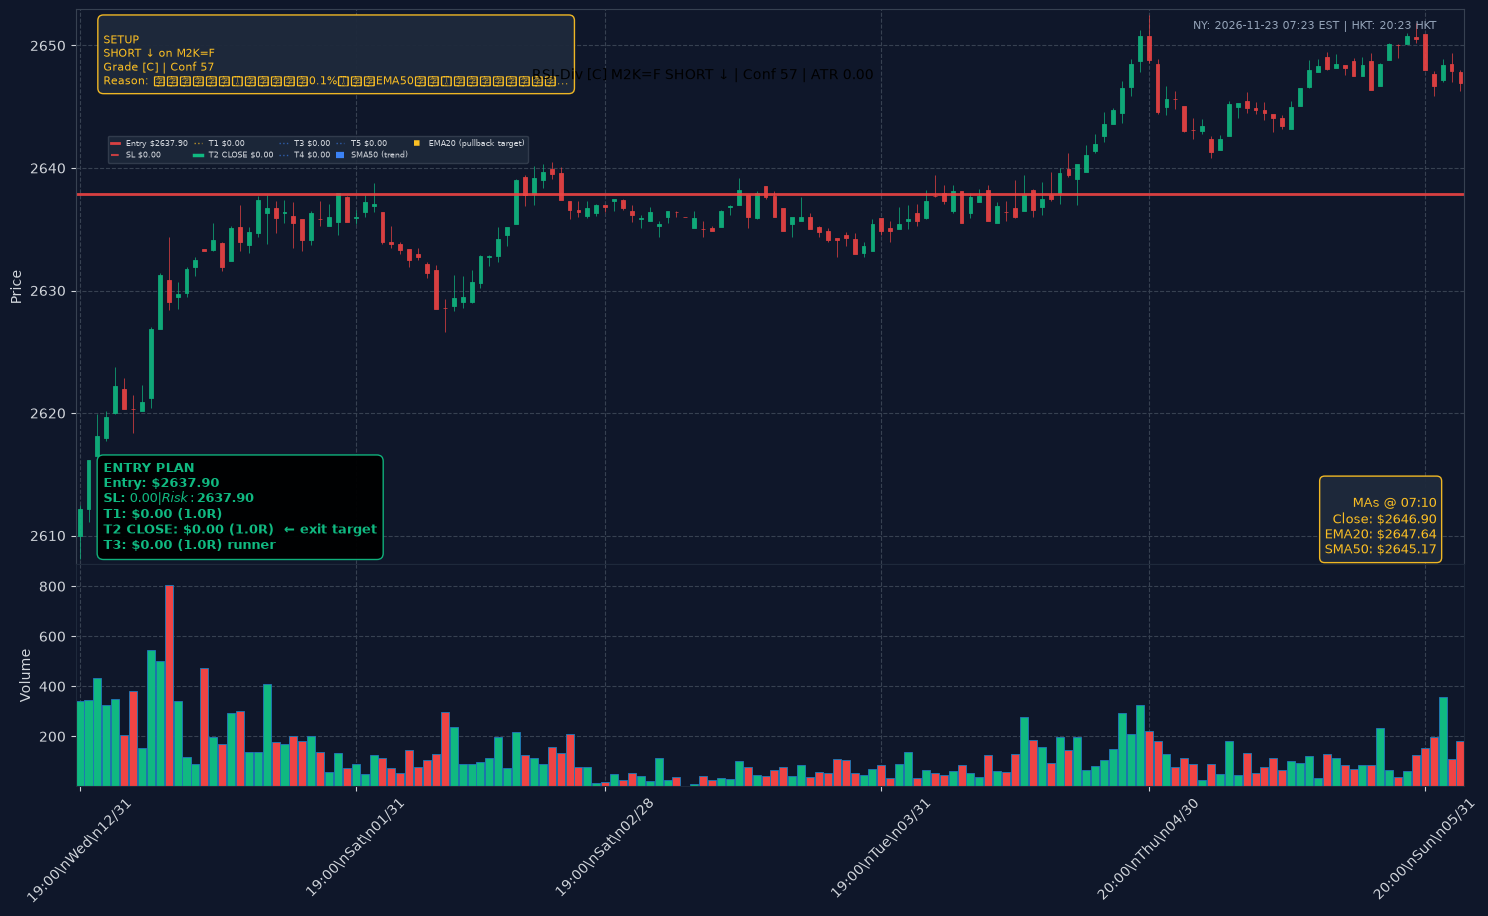 NY: 2026-11-23 07:23 EST | HKT: 20:23 HKT
SETUP
SHORT ↓ on M2K=F
Grade [C] | Conf 57
Reason: 0.1% EMA50 ...
RSI-Div [C] M2K=F SHORT ↓ | Conf 57 | ATR 0.00
Entry $2637.90
SL $0.00
T1 $0.00
T2 CLOSE $0.00
T3 $0.00
T4 $0.00
T5 $0.00
SMA50 (trend)
EMA20 (pullback target)
Price
2650
2640
2630
2620
2610
ENTRY PLAN
Entry: $2637.90
SL: 0.00|Risk:2637.90
T1: $0.00 (1.0R)
T2 CLOSE: $0.00 (1.0R) ← exit target
T3: $0.00 (1.0R) runner
MAs @ 07:10
Close: $2646.90
EMA20: $2647.64
SMA50: $2645.17
Volume
800
600
400
200
19:00\nWed\n12/31
19:00\nSat\n01/31
19:00\nSat\n02/28
19:00\nTue\n03/31
20:00\nThu\n04/30
20:00\nSun\n05/31